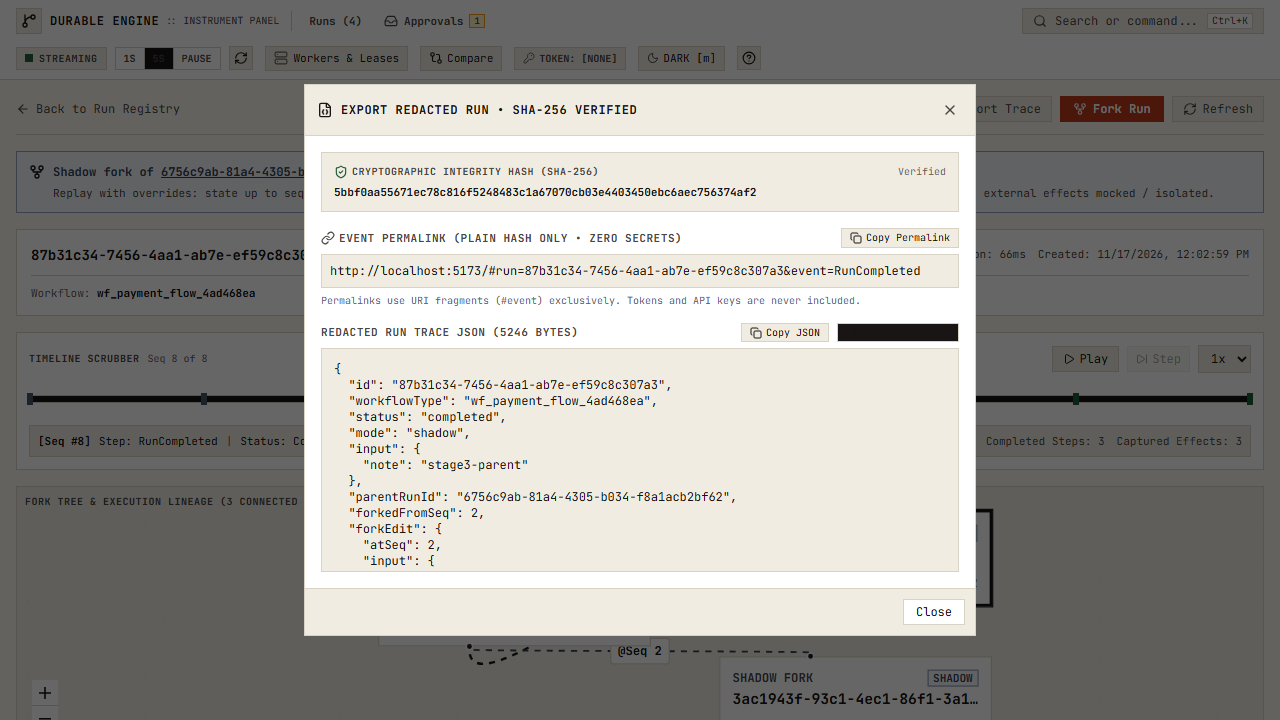 DURABLE ENGINE :: INSTRUMENT PANEL
Runs (4)
Approvals 1
Search or command... Ctrl+K
STREAMING
1S 5S PAUSE
Workers & Leases
Compare
TOKEN: [NONE]
DARK [m]
Back to Run Registry
ort Trace
Fork Run
Refresh
EXPORT REDACTED RUN • SHA-256 VERIFIED
Shadow fork of 6756c9ab-81a4-4305-b
Replay with overrides: state up to seq
external effects mocked / isolated.
CRYPTOGRAPHIC INTEGRITY HASH (SHA-256)
Verified
5bbf0aa55671ec78c816f5248483c1a67070cb03e4403450ebc6aec756374af2
EVENT PERMALINK (PLAIN HASH ONLY • ZERO SECRETS)
Copy Permalink
http://localhost:5173/#run=87b31c34-7456-4aa1-ab7e-ef59c8c307a3&event=RunCompleted
Permalinks use URI fragments (#event) exclusively. Tokens and API keys are never included.
87b31c34-7456-4aa1-ab7e-ef59c8c30
on: 66ms Created: 11/17/2026, 12:02:59 PM
Workflow: wf_payment_flow_4ad468ea
REDACTED RUN TRACE JSON (5246 BYTES)
Copy JSON
{
"id": "87b31c34-7456-4aa1-ab7e-ef59c8c307a3",
"workflowType": "wf_payment_flow_4ad468ea",
"status": "completed",
"mode": "shadow",
"input": {
"note": "stage3-parent"
},
"parentRunId": "6756c9ab-81a4-4305-b034-f8a1acb2bf62",
"forkedFromSeq": 2,
"forkEdit": {
"atSeq": 2,
"input": {
TIMELINE SCRUBBER Seq 8 of 8
Play
Step
1x
[Seq #8] Step: RunCompleted | Status: Co
Completed Steps: 3 Captured Effects: 3
FORK TREE & EXECUTION LINEAGE (3 CONNECTED
Close
@Seq 2
SHADOW FORK SHADOW
3ac1943f-93c1-4ec1-86f1-3a1…